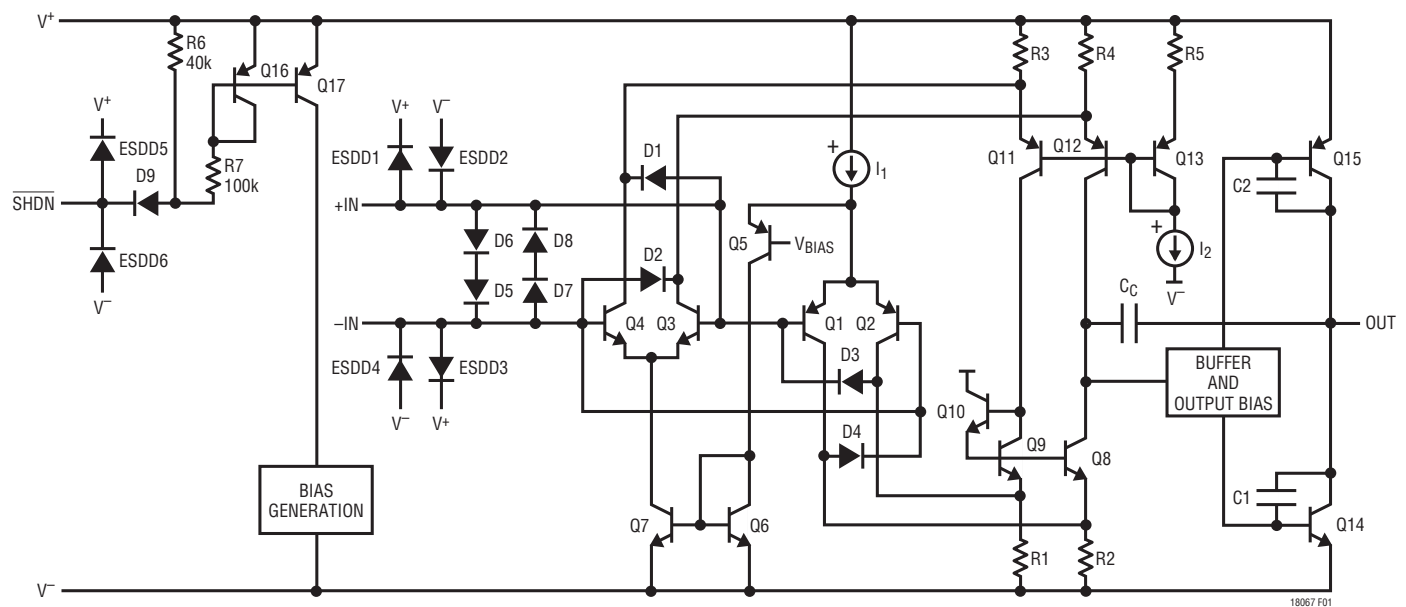 V+
R6
40k
Q16
Q17
R3
R4
R5
V+
ESDD5
D9
R7
100k
SHDN
ESDD6
V−
V+
V−
ESDD1
ESDD2
D1
+
I1
Q11
Q12
Q13
Q15
C2
+IN
D6
D8
Q5
VBIAS
+
I2
V−
D2
D5
D7
CC
−IN
Q4
Q3
Q1
Q2
OUT
ESDD4
ESDD3
D3
BUFFER
AND
OUTPUT BIAS
V−
V+
Q10
D4
Q9
Q8
BIAS
GENERATION
C1
Q7
Q6
Q14
R1
R2
V−
18067 F01